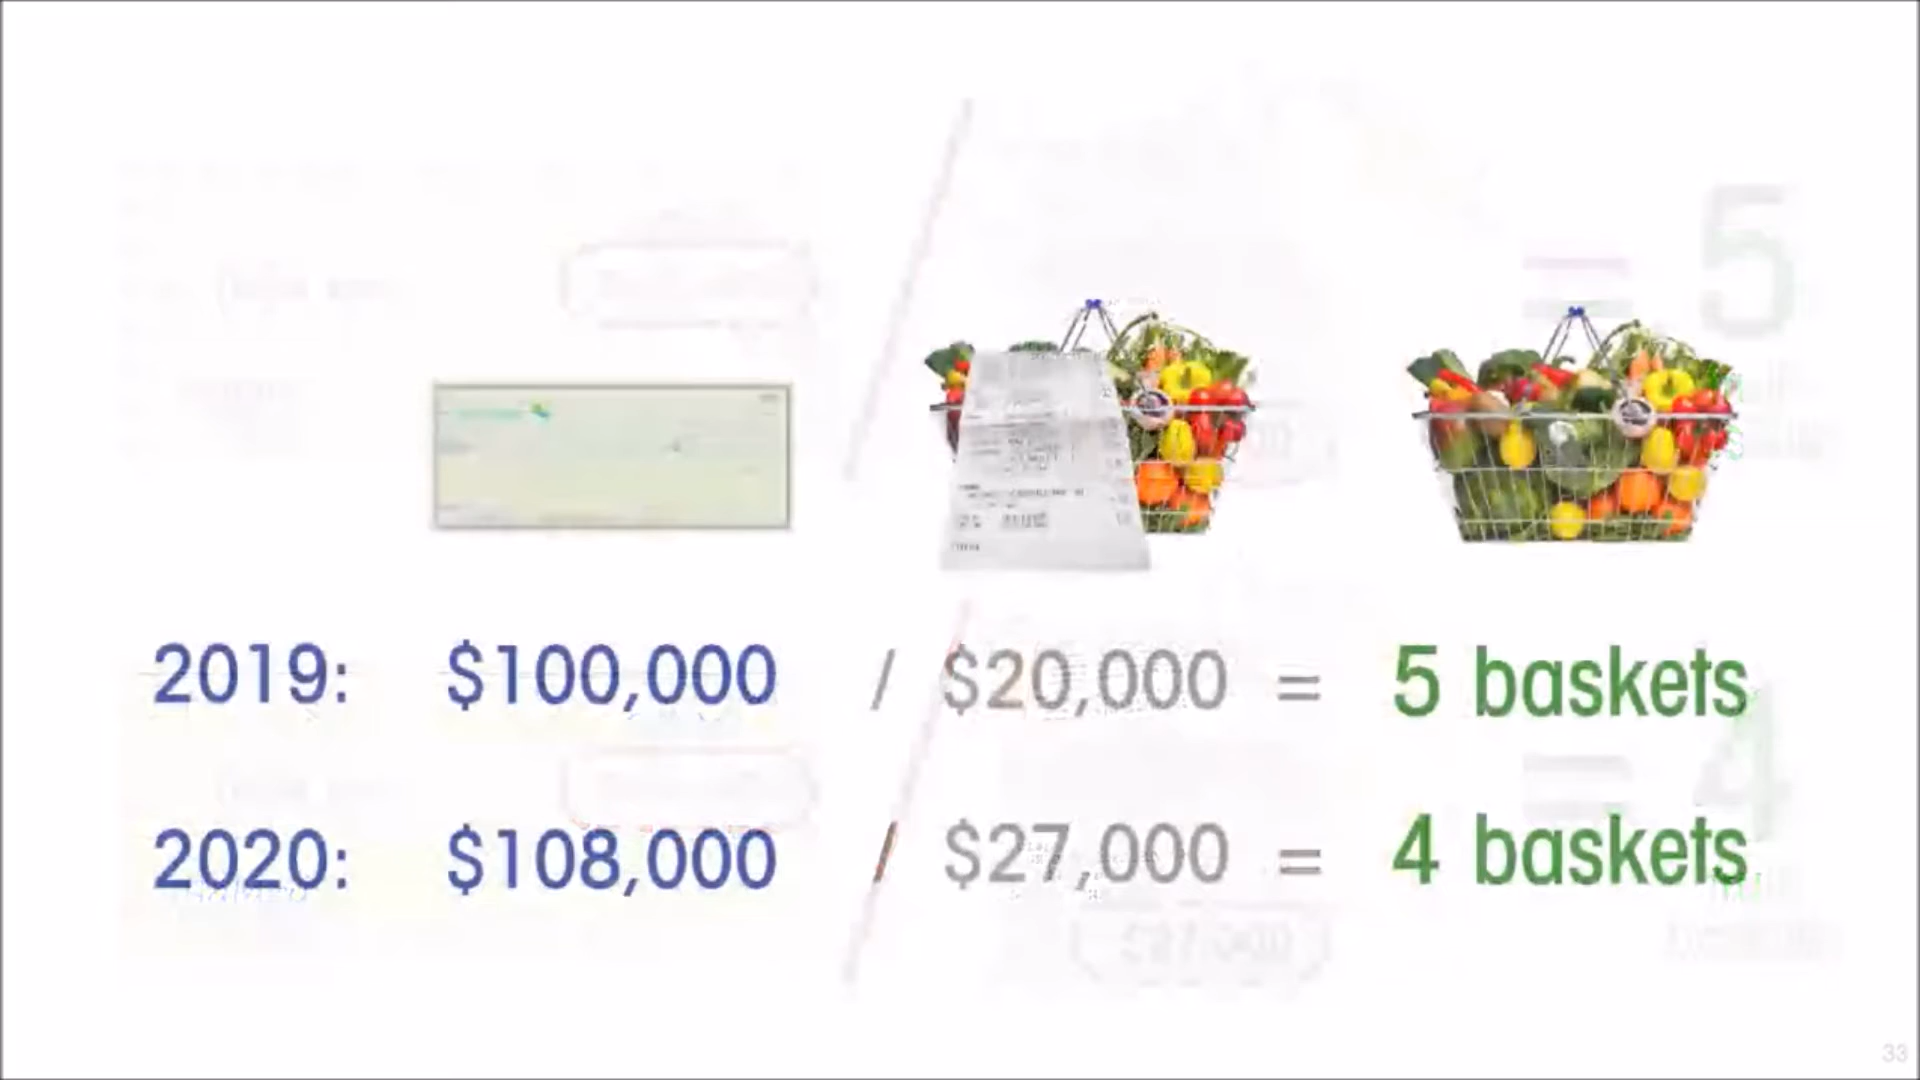 2019: $100,000 / $20,000 = 5 baskets
2020: $108,000 / $27,000 = 4 baskets
33